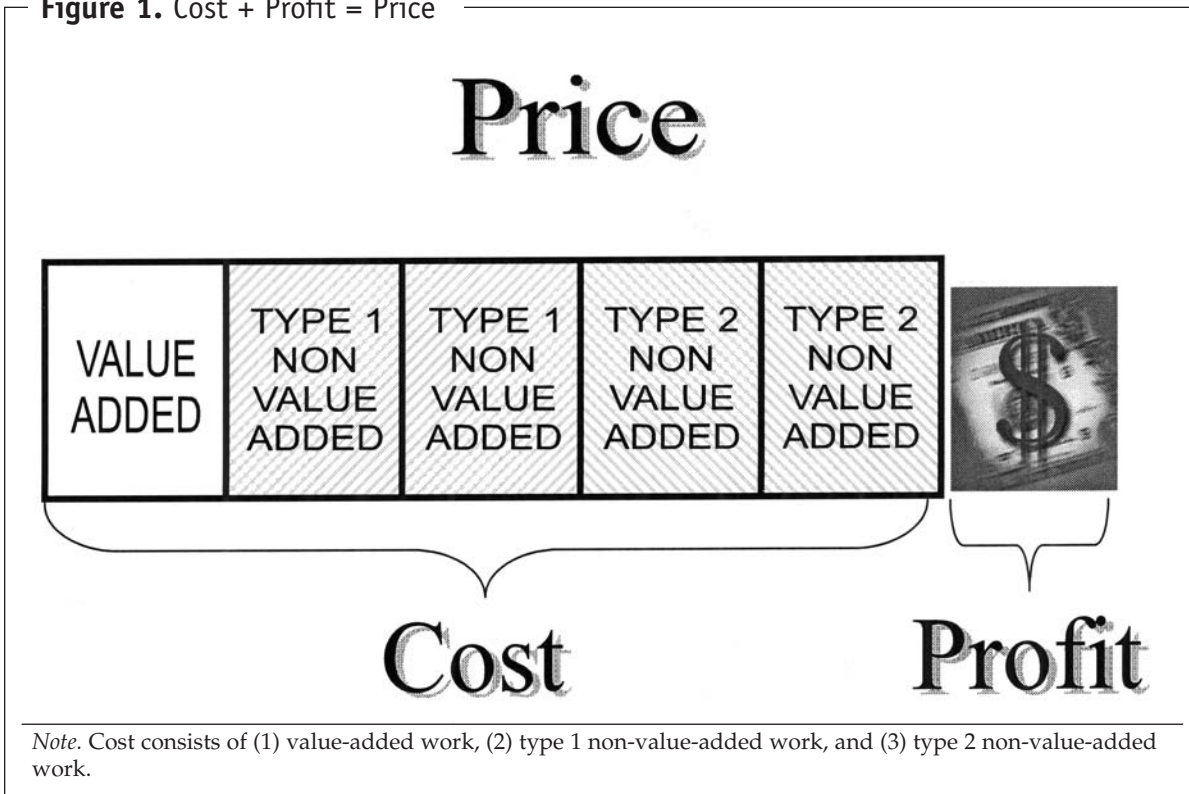 Figure 1. Cost + Profit = Price
Price
VALUE
ADDED
TYPE 1
NON
VALUE
ADDED
TYPE 1
NON
VALUE
ADDED
TYPE 2
NON
VALUE
ADDED
TYPE 2
NON
VALUE
ADDED
$
Cost
Profit
Note. Cost consists of (1) value-added work, (2) type 1 non-value-added work, and (3) type 2 non-value-added
work.